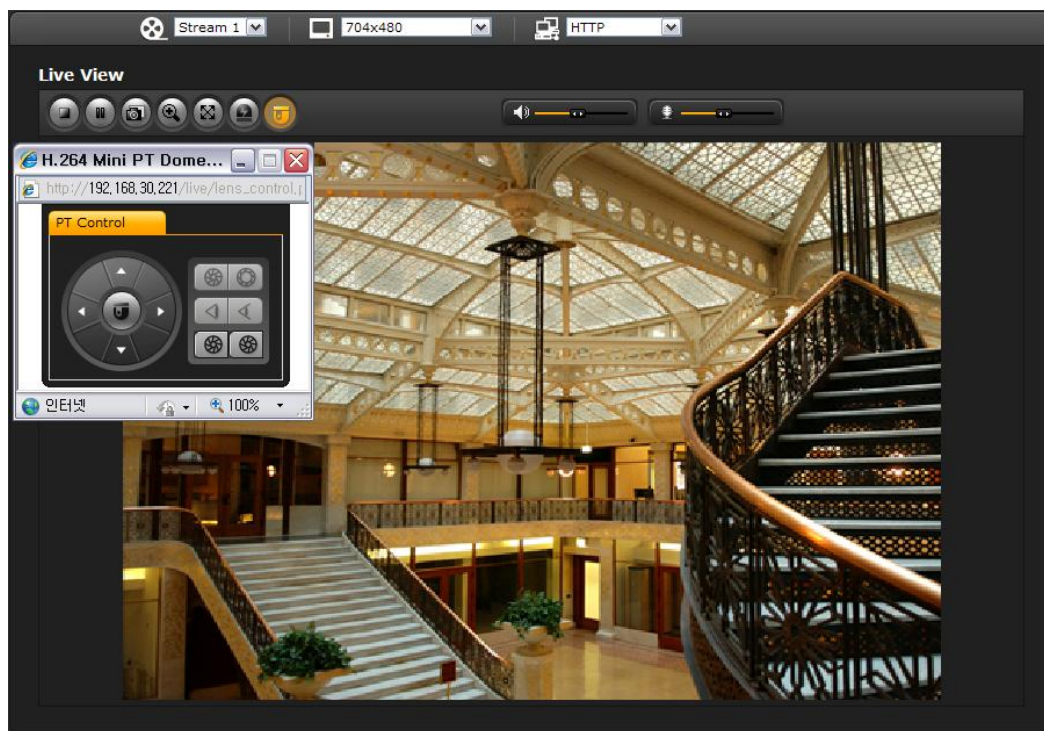 Stream 1
704x480
HTTP
Live View
H.264 Mini PT Dome...
http://192,168,30,221/live/lens_control,p
PT Control
인터넷
100%